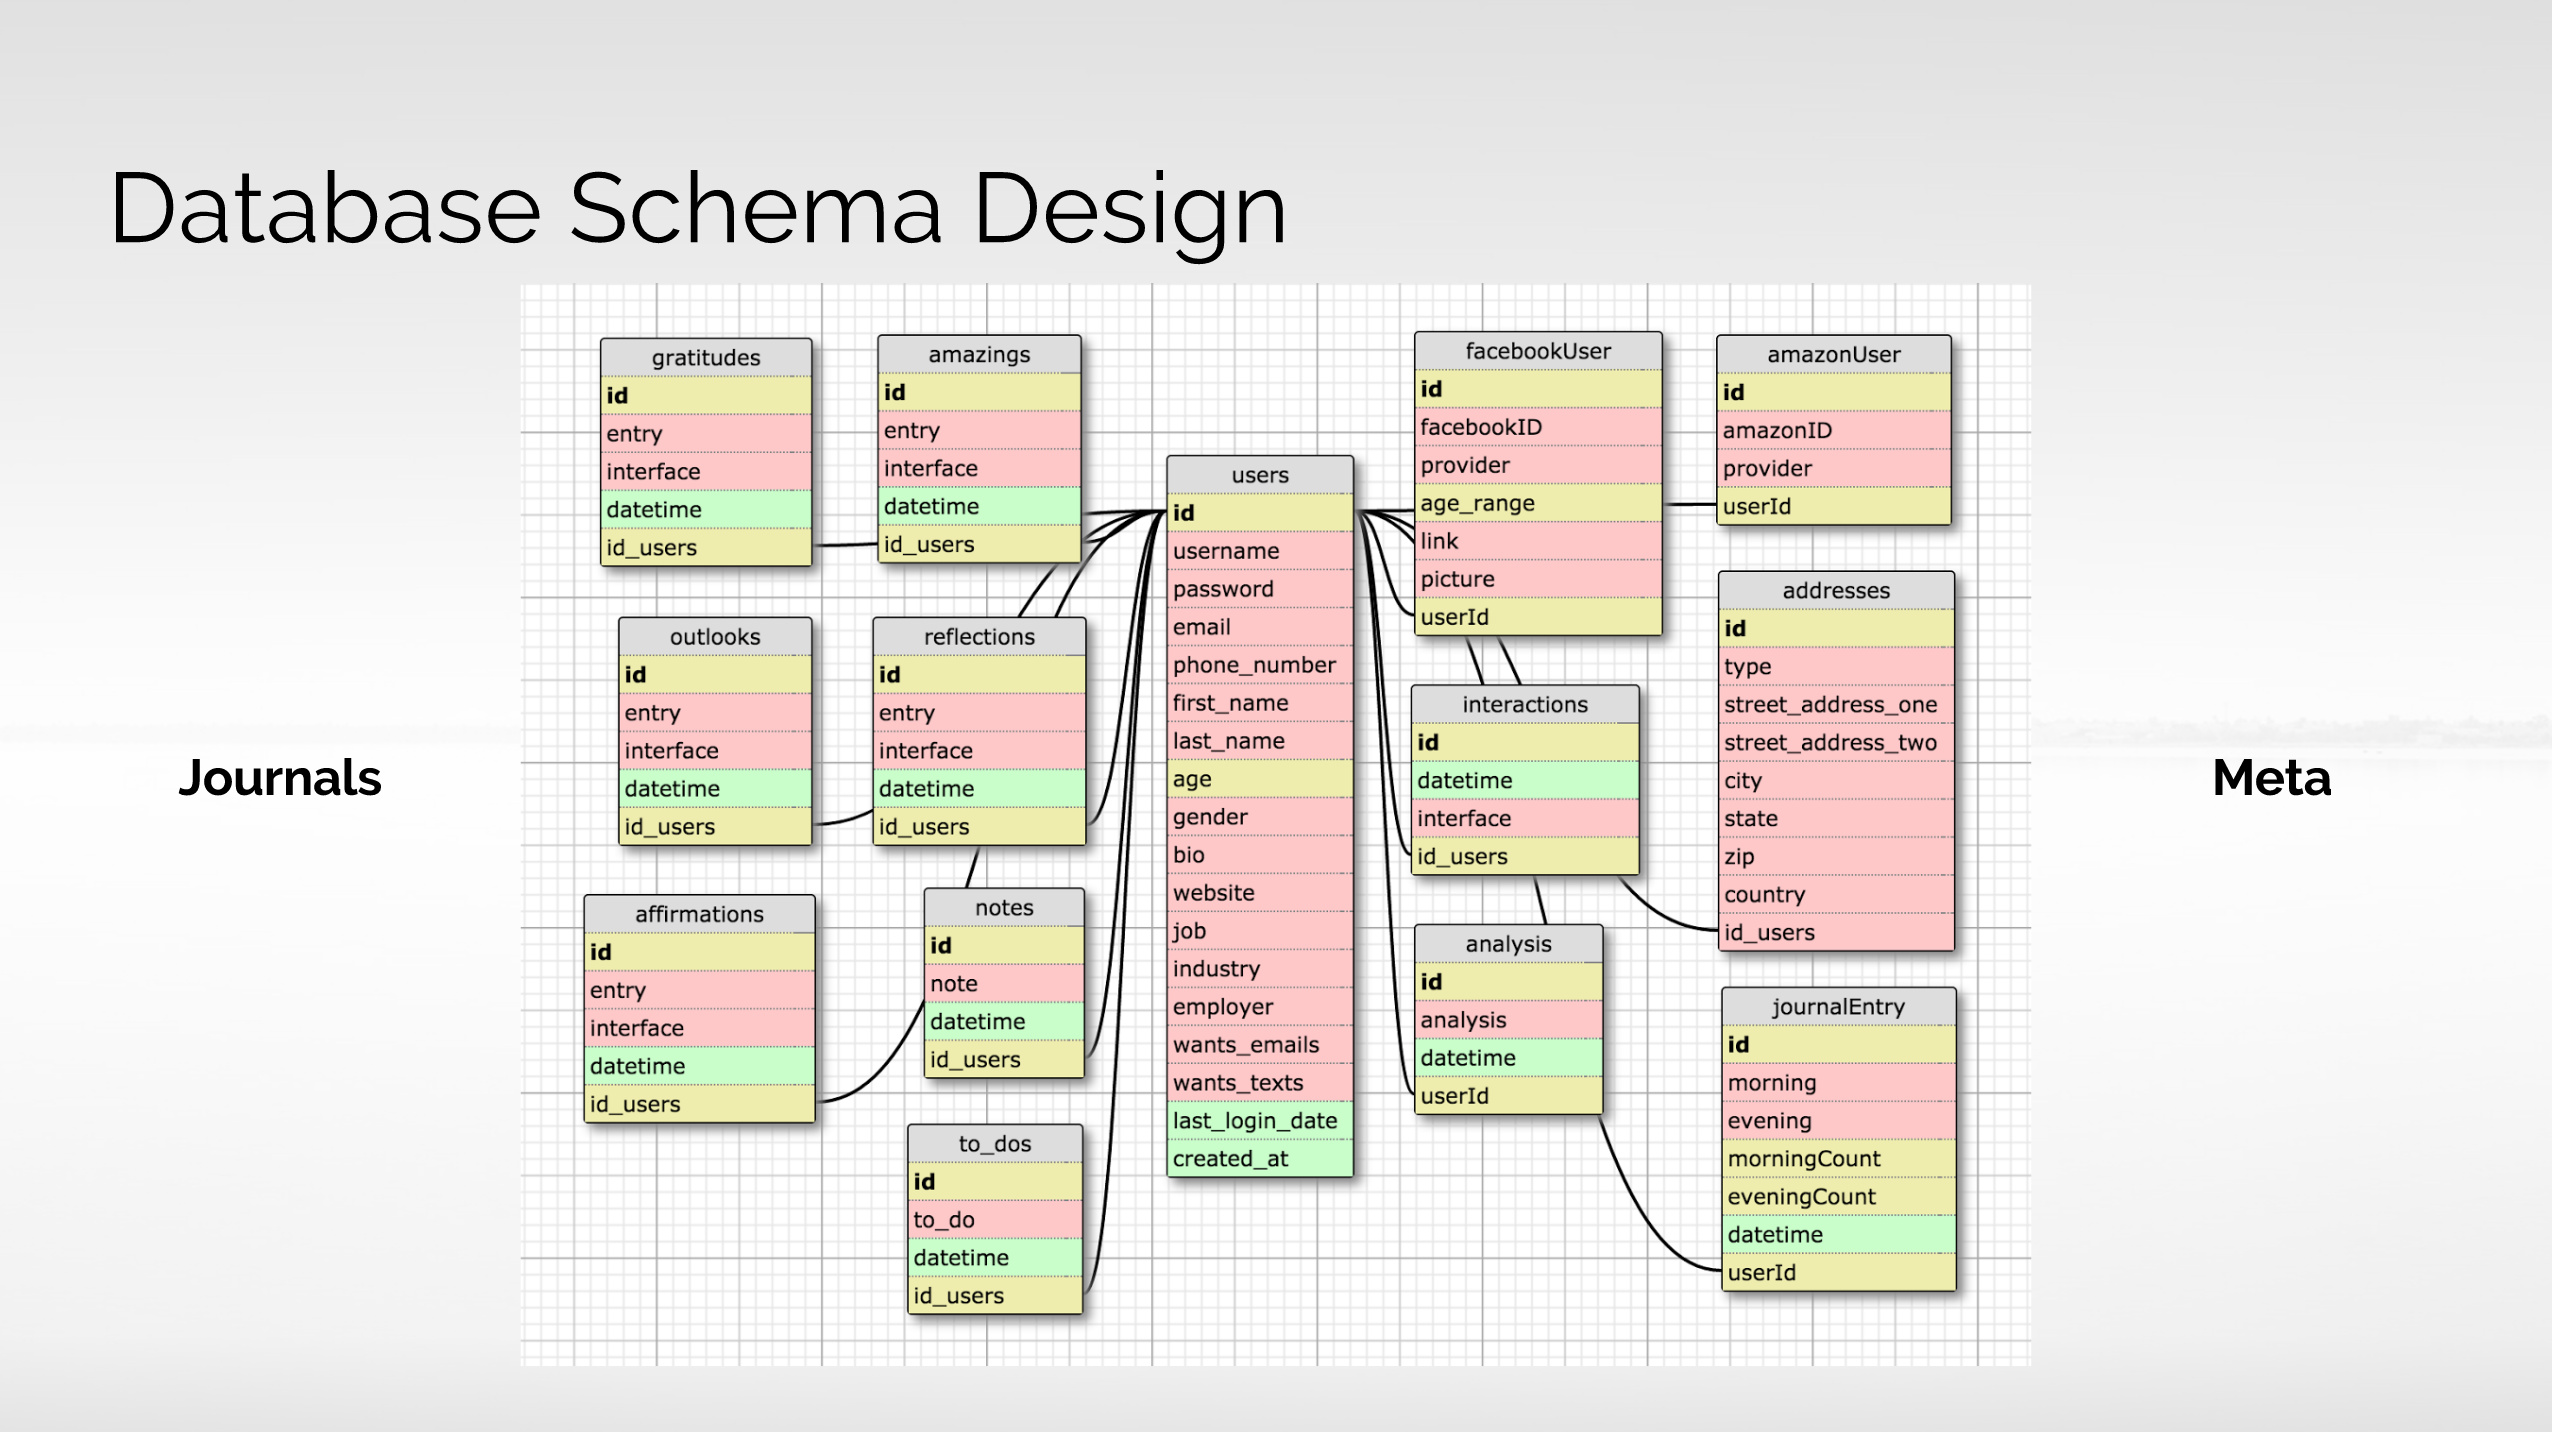 Database Schema Design
Journals
gratitudes
id
entry
interface
datetime
id_users
amazings
id
entry
interface
datetime
id_users
outlooks
id
entry
interface
datetime
id_users
reflections
id
entry
interface
datetime
id_users
affirmations
id
entry
interface
datetime
id_users
notes
id
note
datetime
id_users
to_dos
id
to_do
datetime
id_users
users
id
username
password
email
phone_number
first_name
last_name
age
gender
bio
website
job
industry
employer
wants_emails
wants_texts
last_login_date
created_at
facebookUser
id
facebookID
provider
age_range
link
picture
userId
amazonUser
id
amazonID
provider
userId
interactions
id
datetime
interface
id_users
addresses
id
type
street_address_one
street_address_two
city
state
zip
country
id_users
analysis
id
analysis
datetime
userId
journalEntry
id
morning
evening
morningCount
eveningCount
datetime
userId
Meta